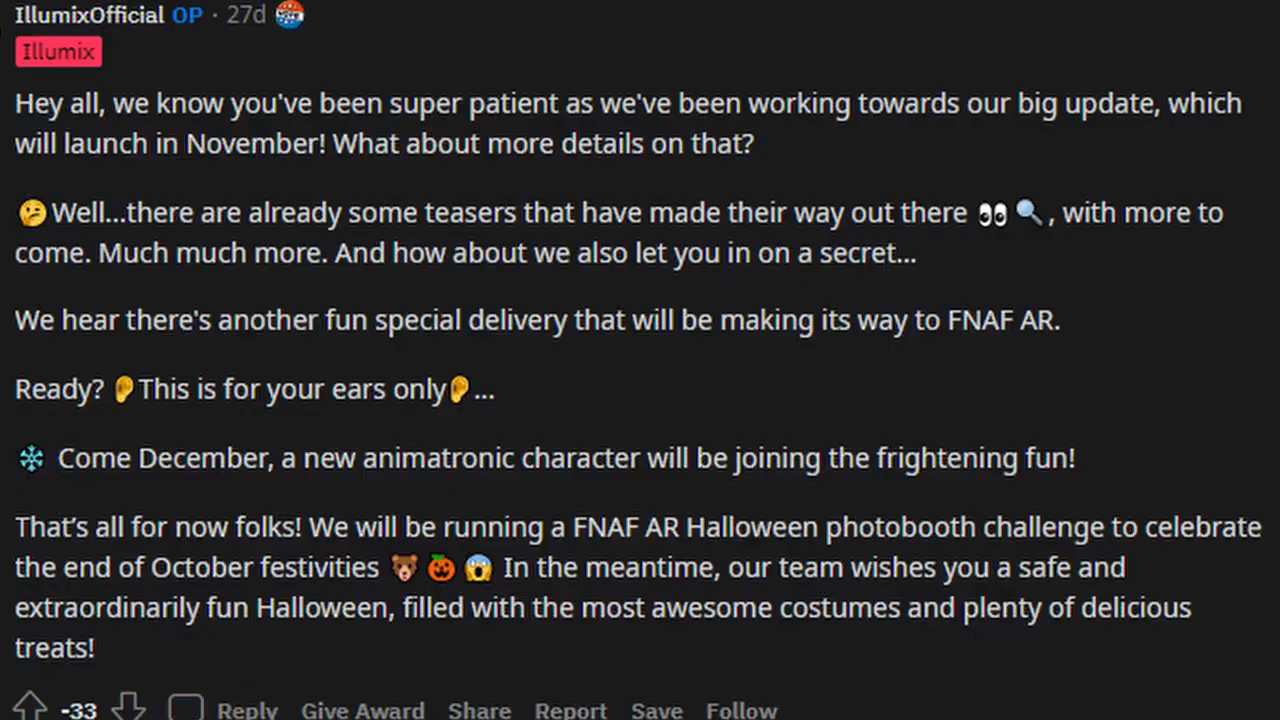 IllumixOfficial OP · 27d VOTE
Illumix
Hey all, we know you've been super patient as we've been working towards our big update, which
will launch in November! What about more details on that?
🤔Well...there are already some teasers that have made their way out there 👀🔍, with more to
come. Much much more. And how about we also let you in on a secret...
We hear there's another fun special delivery that will be making its way to FNAF AR.
Ready? 👂This is for your ears only👂...
❄️ Come December, a new animatronic character will be joining the frightening fun!
That’s all for now folks! We will be running a FNAF AR Halloween photobooth challenge to celebrate
the end of October festivities 🐻 🎃 😱 In the meantime, our team wishes you a safe and
extraordinarily fun Halloween, filled with the most awesome costumes and plenty of delicious
treats!
-33 Reply Give Award Share Report Save Follow